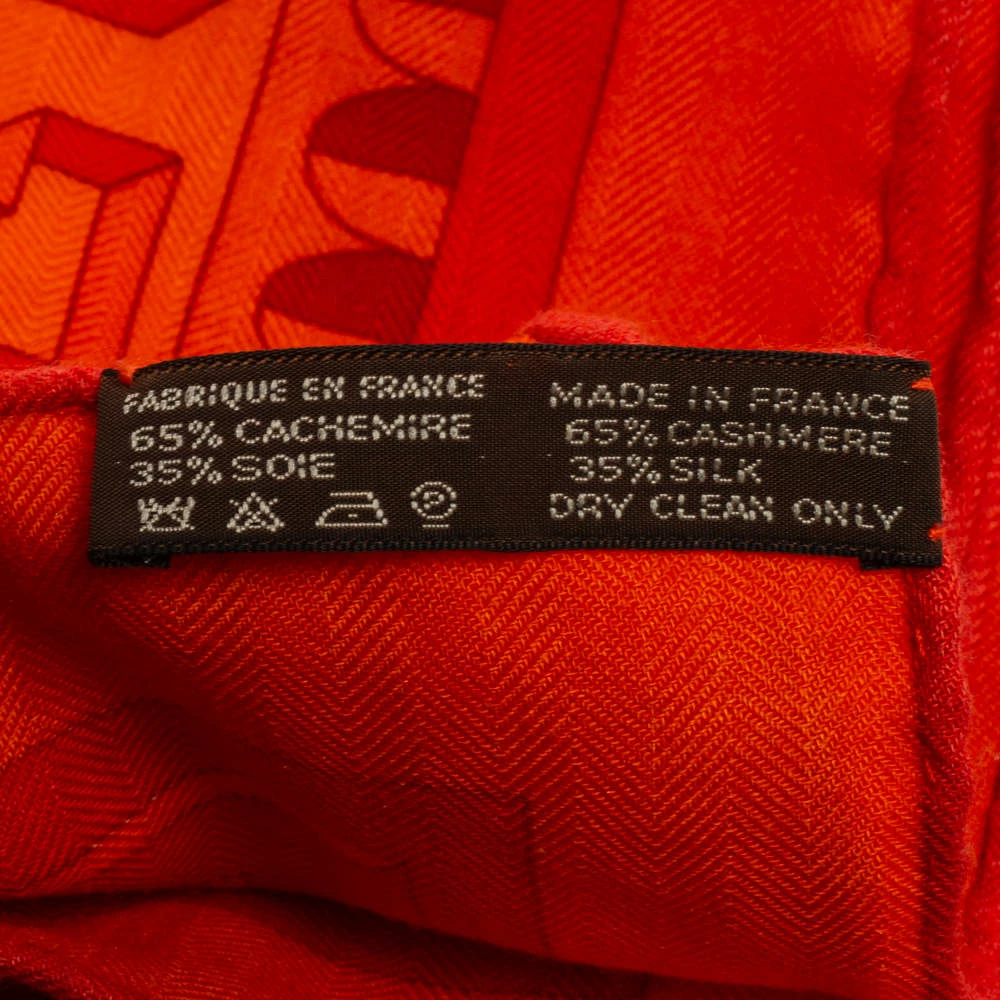 FABRIQUE EN FRANCE
65% CACHEMIRE
35% SOIE
P
MADE IN FRANCE
65% CASHMERE
35% SILK
DRY CLEAN ONLY